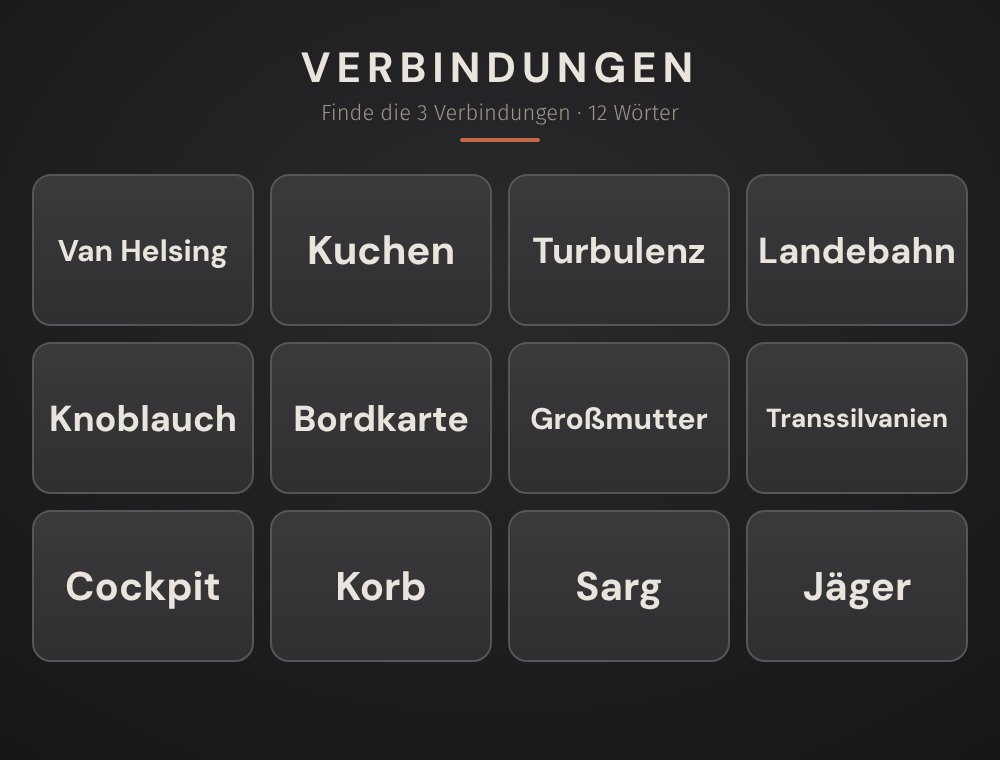 VERBINDUNGEN
Finde die 3 Verbindungen · 12 Wörter
Van Helsing
Kuchen
Turbulenz
Landebahn
Knoblauch
Bordkarte
Großmutter
Transsilvanien
Cockpit
Korb
Sarg
Jäger